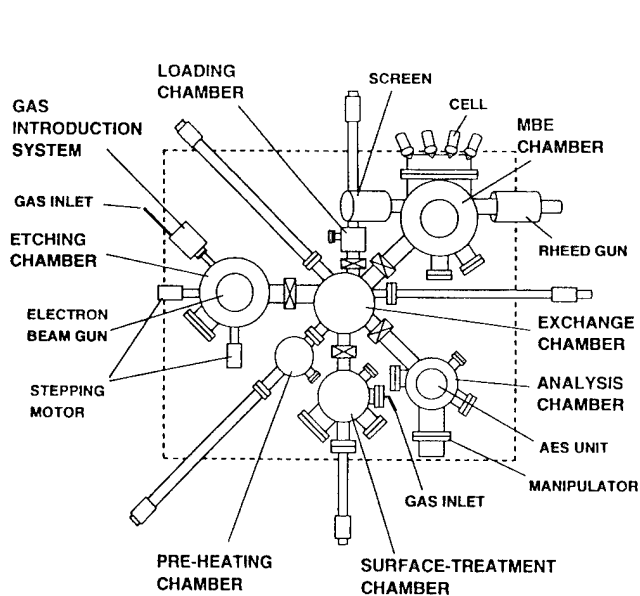 LOADING
CHAMBER
SCREEN
CELL
GAS
INTRODUCTION
SYSTEM
MBE
CHAMBER
GAS INLET
ETCHING
CHAMBER
RHEED GUN
ELECTRON
BEAM GUN
EXCHANGE
CHAMBER
STEPPING
MOTOR
ANALYSIS
CHAMBER
AES UNIT
MANIPULATOR
GAS INLET
PRE-HEATING
CHAMBER
SURFACE-TREATMENT
CHAMBER